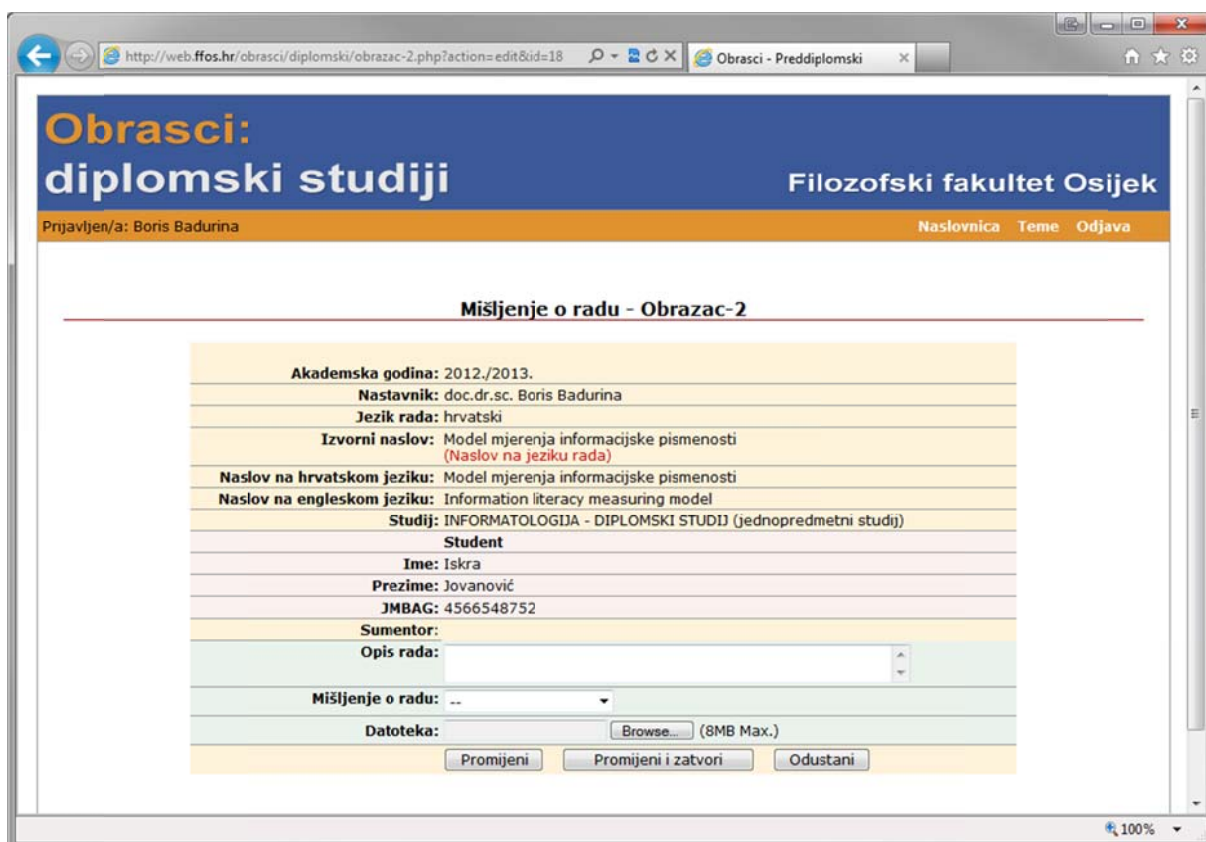 http://web.ffos.hr/obrasci/diplomski/obrazac-2.php?action=edit&id=18
Obrasci - Preddiplomski
Obrasci:
diplomski studiji
Filozofski fakultet Osijek
Prijavljen/a: Boris Badurina
Naslovnica Teme Odjava
Mišljenje o radu - Obrazac-2
Akademska godina: 2012./2013.
Nastavnik: doc.dr.sc. Boris Badurina
Jezik rada: hrvatski
Izvorni naslov: Model mjerenja informacijske pismenosti
(Naslov na jeziku rada)
Naslov na hrvatskom jeziku: Model mjerenja informacijske pismenosti
Naslov na engleskom jeziku: Information literacy measuring model
Studij: INFORMATOLOGIJA - DIPLOMSKI STUDIJ (jednopredmetni studij)
Student
Ime: Iskra
Prezime: Jovanović
JMBAG: 4566548752
Sumentor:
Opis rada:
Mišljenje o radu: --
Datoteka: Browse... (8MB Max.)
Promijeni Promijeni i zatvori Odustani
100%